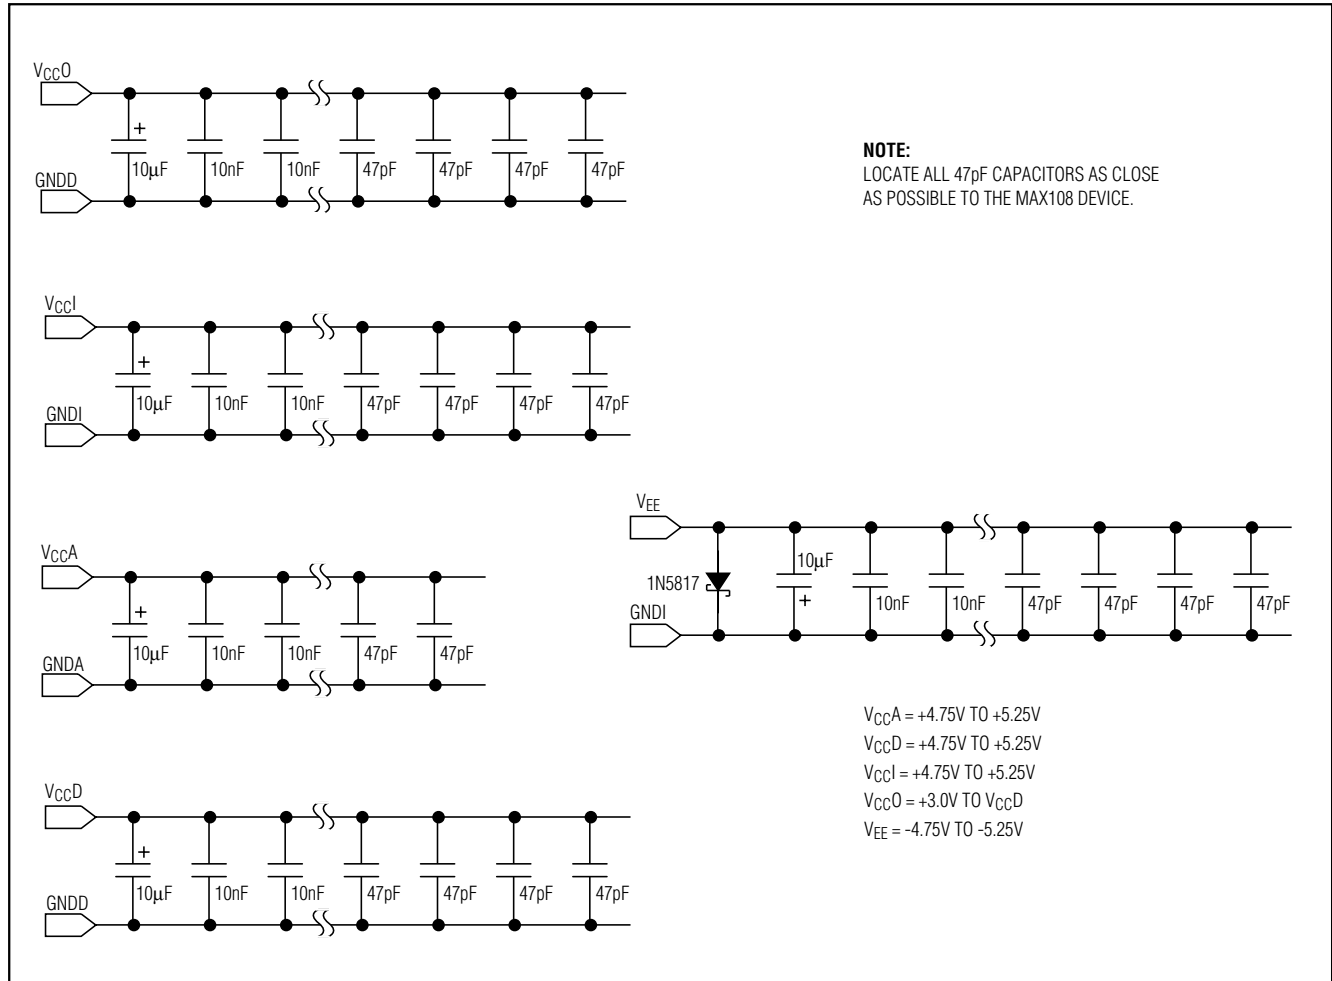 VCCO
+
10µF 10nF 10nF 47pF 47pF 47pF 47pF
GNDD
NOTE:
LOCATE ALL 47pF CAPACITORS AS CLOSE
AS POSSIBLE TO THE MAX108 DEVICE.
VCCI
+
10µF 10nF 10nF 47pF 47pF 47pF 47pF
GNDI
VCCA
+
10µF 10nF 10nF 47pF 47pF
GNDA
VEE
1N5817
10µF
+
10nF 10nF 47pF 47pF 47pF 47pF
GNDI
VCCD
+
10µF 10nF 10nF 47pF 47pF 47pF 47pF
GNDD
VCCA = +4.75V TO +5.25V
VCCD = +4.75V TO +5.25V
VCCI = +4.75V TO +5.25V
VCCO = +3.0V TO VCCD
VEE = -4.75V TO -5.25V